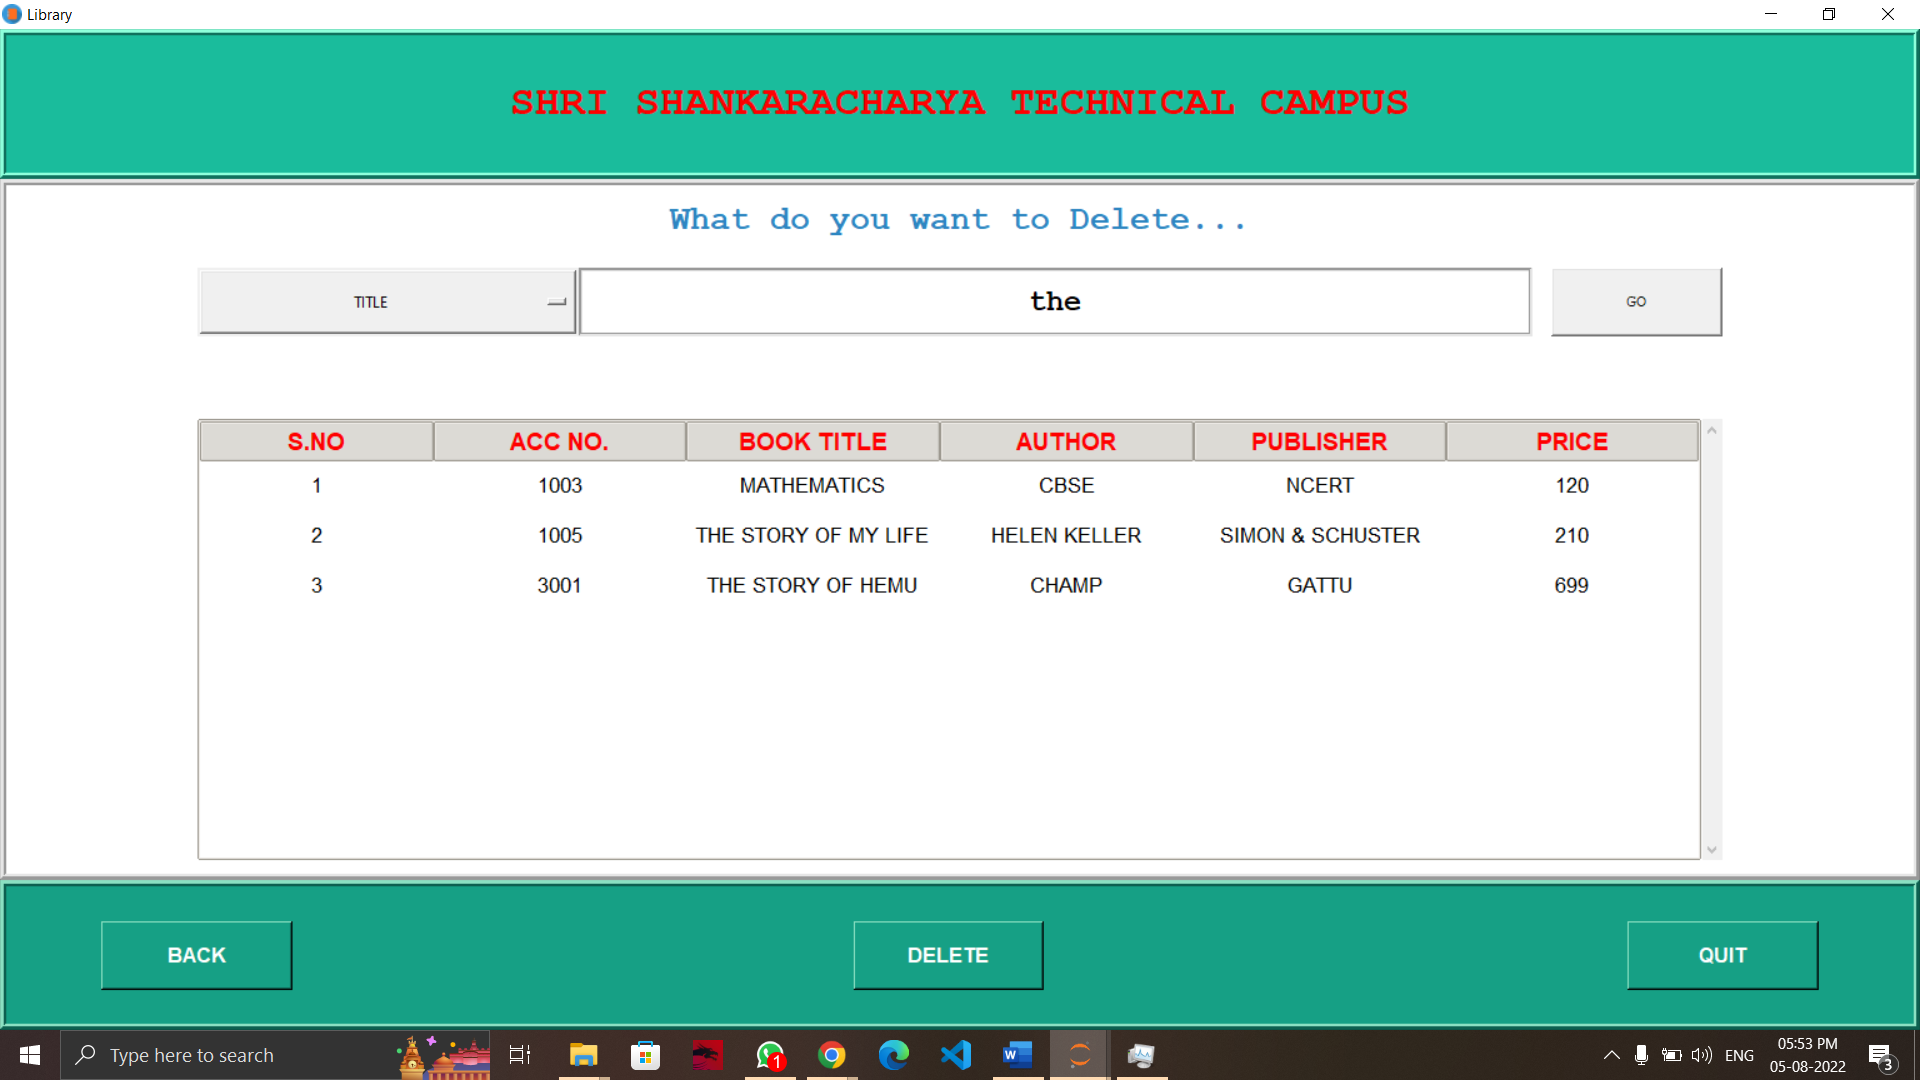 Library
SHRI SHANKARACHARYA TECHNICAL CAMPUS
What do you want to Delete...
TITLE the GO
S.NO ACC NO. BOOK TITLE AUTHOR PUBLISHER PRICE
1 1003 MATHEMATICS CBSE NCERT 120
2 1005 THE STORY OF MY LIFE HELEN KELLER SIMON & SCHUSTER 210
3 3001 THE STORY OF HEMU CHAMP GATTU 699
BACK DELETE QUIT
Type here to search 1 W ENG 05:53 PM 3
05-08-2022